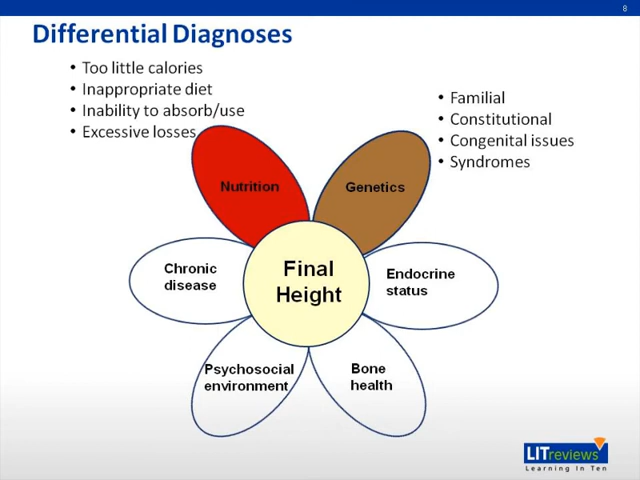 8
Differential Diagnoses
• Too little calories
• Inappropriate diet
• Inability to absorb/use
• Excessive losses
• Familial
• Constitutional
• Congenital issues
• Syndromes
Nutrition
Genetics
Chronic
disease
Final
Height
Endocrine
status
Psychosocial
environment
Bone
health
LITreviews
Learning In Ten